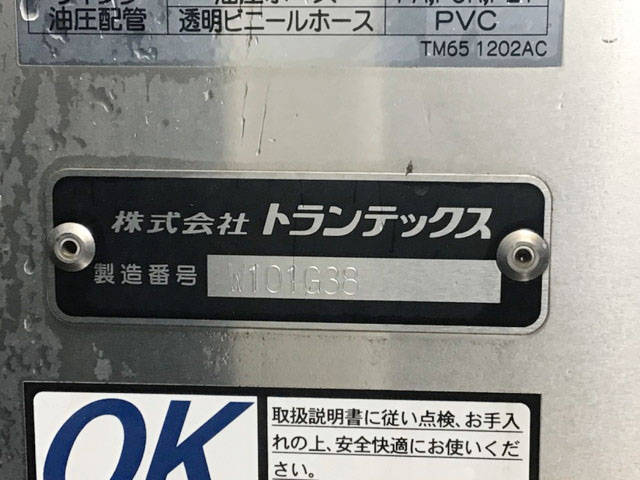 油圧配管 透明ビニールホース PVC
TM65 1202AC
株式会社 トランテックス
製造番号 W101G38
OK
取扱説明書に従い点検、お手入
れの上、安全快適にお使いくだ
さい。